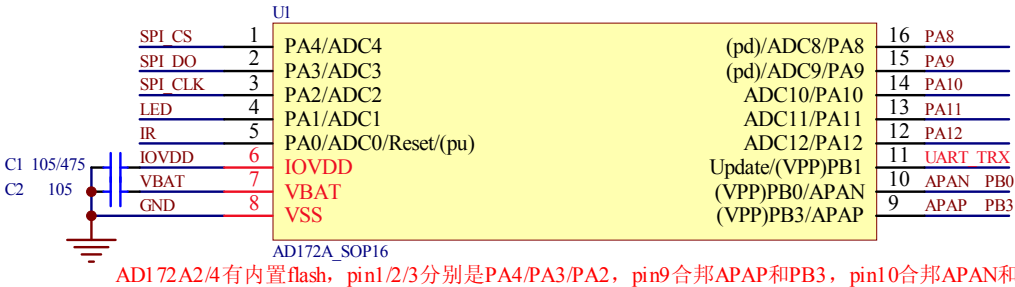 U1
SPI_CS 1 PA4/ADC4 (pd)/ADC8/PA8 16 PA8
SPI_DO 2 PA3/ADC3 (pd)/ADC9/PA9 15 PA9
SPI_CLK 3 PA2/ADC2 ADC10/PA10 14 PA10
LED 4 PA1/ADC1 ADC11/PA11 13 PA11
IR 5 PA0/ADC0/Reset/(pu) ADC12/PA12 12 PA12
C1 105/475 IOVDD 6 IOVDD Update/(VPP)PB1 11 UART_TRX
C2 105 VBAT 7 VBAT (VPP)PB0/APAN 10 APAN PB0
GND 8 VSS (VPP)PB3/APAP 9 APAP PB3
AD172A_SOP16
AD172A2/4有内置flash，pin1/2/3分别是PA4/PA3/PA2，pin9合邦APAP和PB3，pin10合邦APAN和